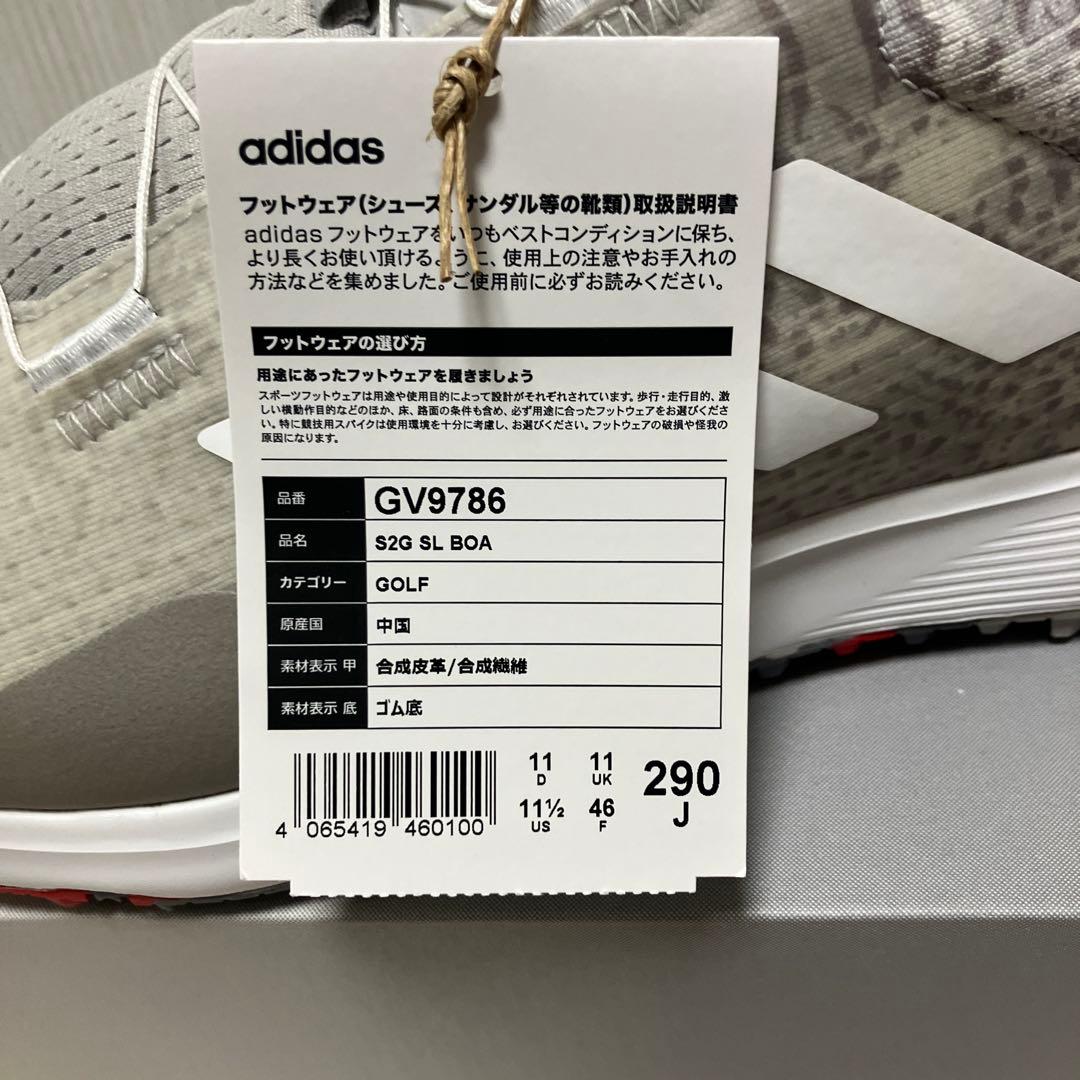 adidas
フットウェア(シューズ、サンダル等の靴類)取扱説明書
adidas フットウェアをいつもベストコンディションに保ち、
より長くお使い頂けるように、使用上の注意やお手入れの
方法などを集めました。ご使用前に必ずお読みください。
フットウェアの選び方
用途にあったフットウェアを履きましょう
スポーツフットウェアは用途や使用目的によって設計がそれぞれされています。歩行・走行目的、激
しい横動作目的などのほか、床、路面の条件も含め、必ず用途に合ったフットウェアをお選びくださ
い。特に競技用スパイクは使用環境を十分に考慮し、お選びください。フットウェアの破損や怪我の
原因になります。
品番 GV9786
品名 S2G SL BOA
カテゴリー GOLF
原産国 中国
素材表示 甲 合成皮革/合成繊維
素材表示 底 ゴム底
11 11
D UK
11½ 46
US F
290
J
4 065419 460100